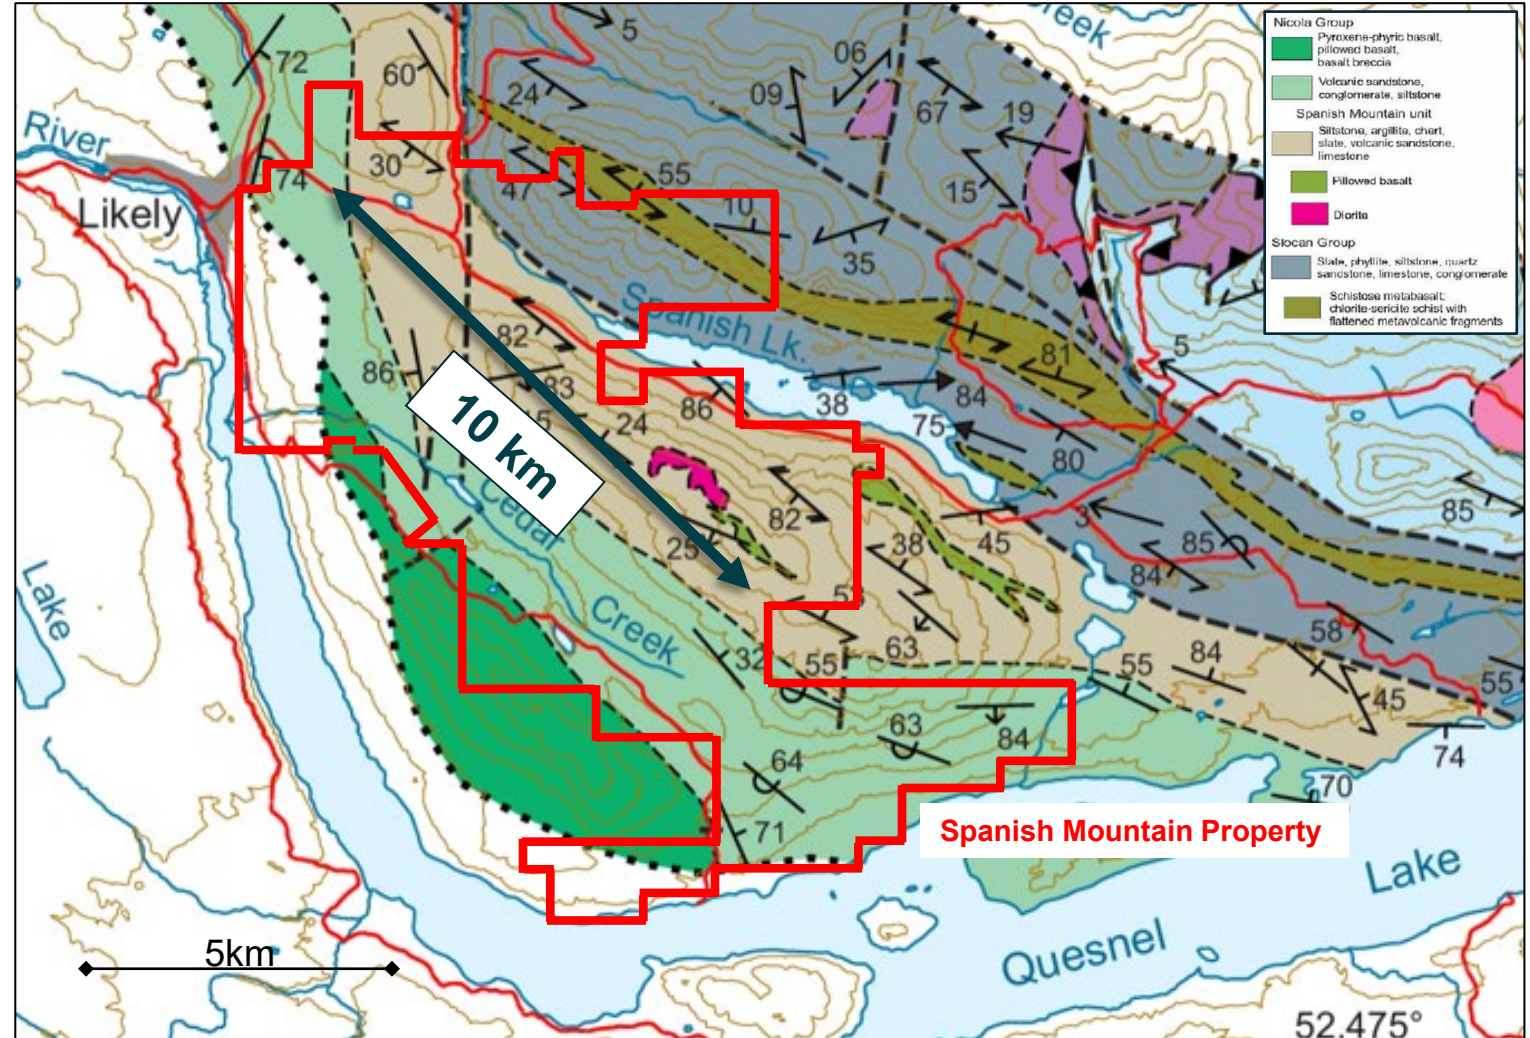 Nicola Group
Pyroxene-phyric basalt,
pillowed basalt,
basalt breccia
Volcanic sandstone,
conglomerate, siltstone
Spanish Mountain unit
Siltstone, argillite, chert,
slate, volcanic sandstone,
limestone
Pillowed basalt
Diorite
Slocan Group
Slate, phyllite, siltstone, quartz
sandstone, limestone, conglomerate
Schistose metabasalt;
chlorite-sericite schist with
flattened metavolcanic fragments
5
72
60
24
09
06
67
19
River
30
74
47
55
15
Likely
10
35
Spanish Lk.
82
86
83
24
86
38
84
81
5
75
80
10 km
Cedar
82
25
38
45
3
85
84
85
Lake
Creek
32
55
63
55
84
58
45
55
74
63
84
64
71
70
Spanish Mountain Property
Lake
Quesnel
5km
52.475°